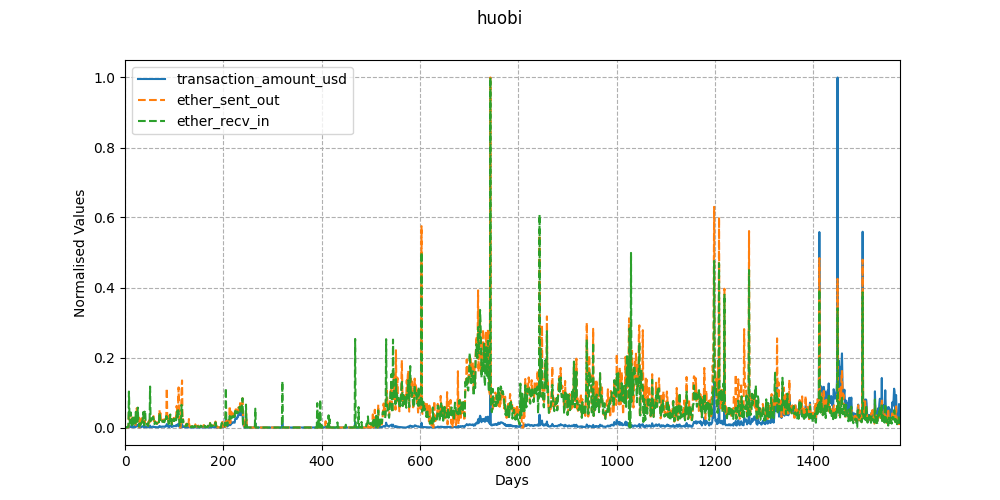 huobi
transaction_amount_usd
ether_sent_out
ether_recv_in
Normalised Values
1.0
0.8
0.6
0.4
0.2
0.0
0 200 400 600 800 1000 1200 1400
Days